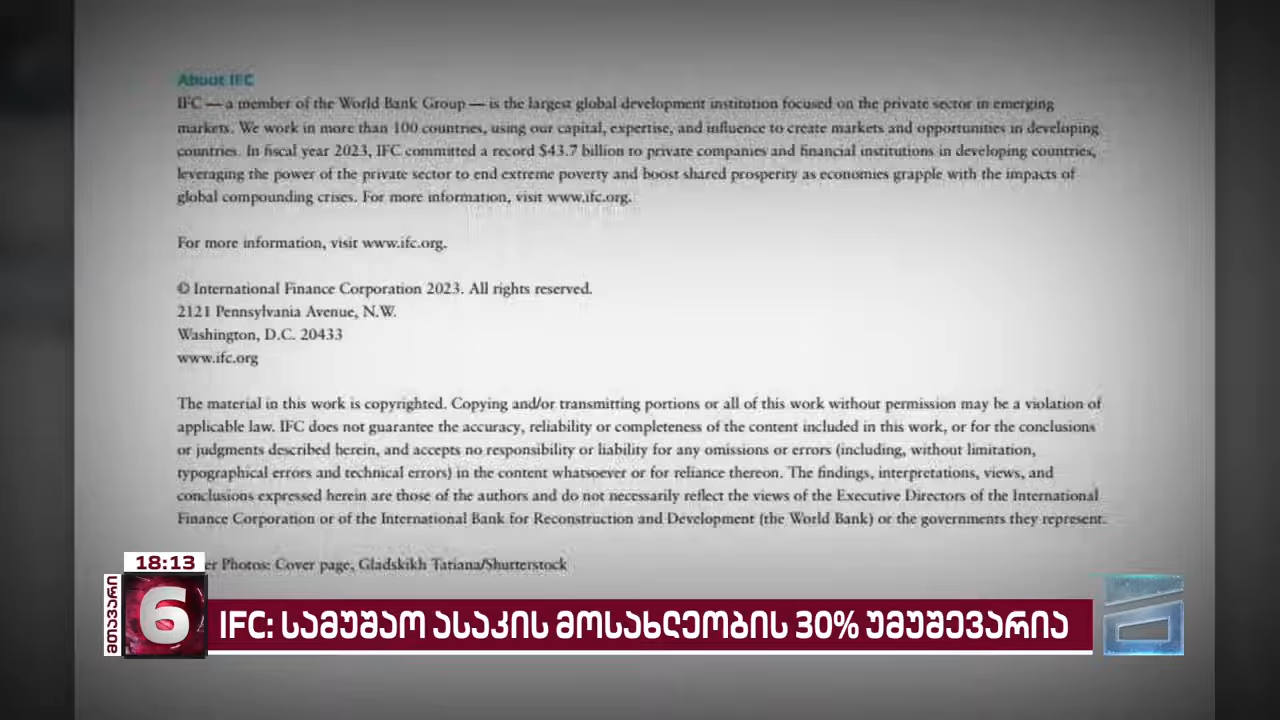 About IFC
IFC — a member of the World Bank Group — is the largest global development institution focused on the private sector in emerging
markets. We work in more than 100 countries, using our capital, expertise, and influence to create markets and opportunities in developing
countries. In fiscal year 2023, IFC committed a record $43.7 billion to private companies and financial institutions in developing countries,
leveraging the power of the private sector to end extreme poverty and boost shared prosperity as economies grapple with the impacts of
global compounding crises. For more information, visit www.ifc.org.
For more information, visit www.ifc.org.
© International Finance Corporation 2023. All rights reserved.
2121 Pennsylvania Avenue, N.W.
Washington, D.C. 20433
www.ifc.org
The material in this work is copyrighted. Copying and/or transmitting portions or all of this work without permission may be a violation of
applicable law. IFC does not guarantee the accuracy, reliability or completeness of the content included in this work, or for the conclusions
or judgments described herein, and accepts no responsibility or liability for any omissions or errors (including, without limitation,
typographical errors and technical errors) in the content whatsoever or for reliance thereon. The findings, interpretations, views, and
conclusions expressed herein are those of the authors and do not necessarily reflect the views of the Executive Directors of the International
Finance Corporation or of the International Bank for Reconstruction and Development (the World Bank) or the governments they represent.
Photos: Cover page, Gladskikh Tatiana/Shutterstock
18:13
მთავარი
6
IFC: სამუშაო ასაკის მოსახლეობის 30% უმუშევარია